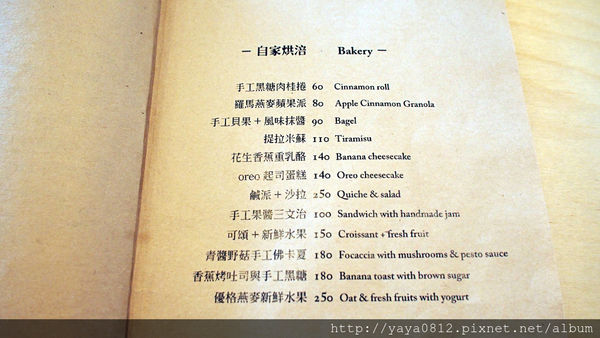 – 自家烘涪 · Bakery –
手工黑糖肉桂捲 60 Cinnamon roll
羅馬燕麥蘋果派 80 Apple Cinnamon Granola
手工貝果 + 風味抹醬 90 Bagel
提拉米蘇 110 Tiramisu
花生香蕉重乳酪 140 Banana cheesecake
oreo 起司蛋糕 140 Oreo cheesecake
鹹派 + 沙拉 250 Quiche & salad
手工果醬三文治 100 Sandwich with handmade jam
可頌 + 新鮮水果 150 Croissant + fresh fruit
青醬野菇手工佛卡夏 180 Focaccia with mushrooms & pesto sauce
香蕉烤吐司與手工黑糖 180 Banana toast with brown sugar
優格燕麥新鮮水果 250 Oat & fresh fruits with yogurt
http://yaya0812.pixnet.net/album